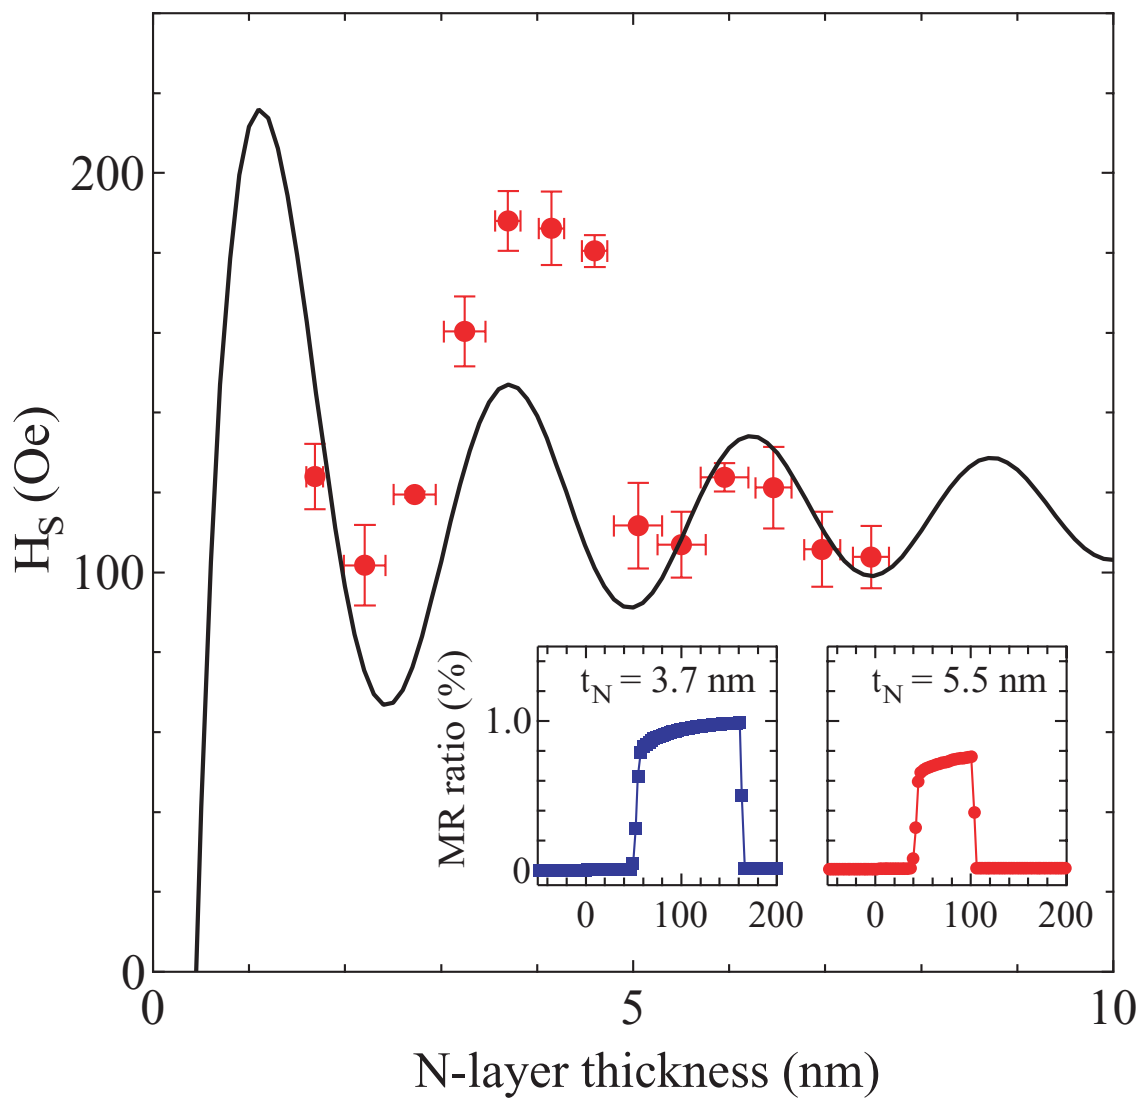 200
100
0
H_S (Oe)
0
5
10
N-layer thickness (nm)
MR ratio (%)
1.0
0
t_N = 3.7 nm
0 100 200
t_N = 5.5 nm
0 100 200